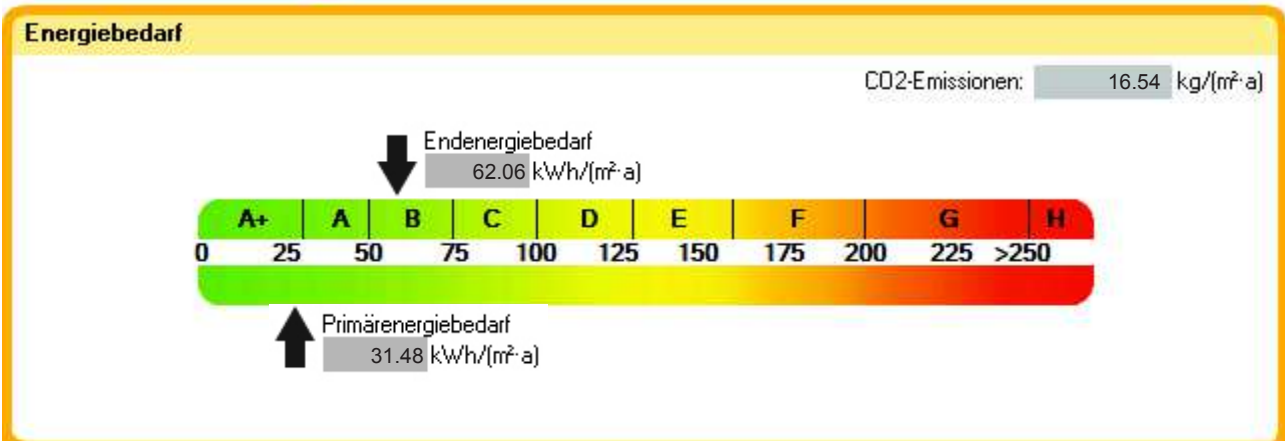 Energiebedarf
CO2-Emissionen: 16.54 kg/(m²·a)
Endenergiebedarf
62.06 kWh/(m²·a)
A+ A B C D E F G H
0 25 50 75 100 125 150 175 200 225 >250
Primärenergiebedarf
31.48 kWh/(m²·a)